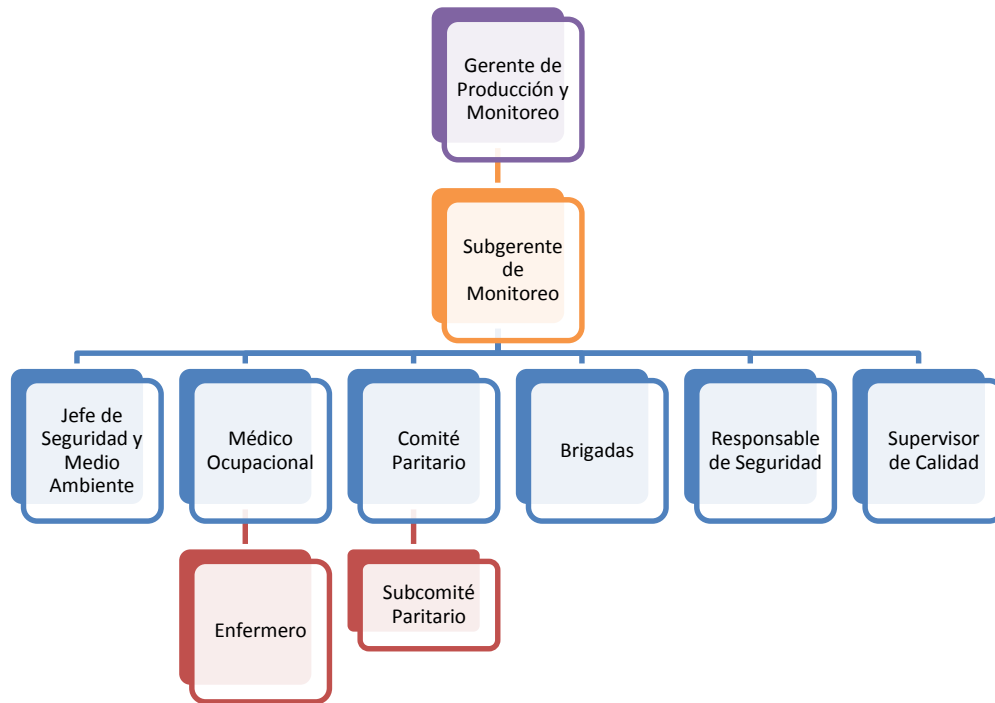 Gerente de
Producción y
Monitoreo
Subgerente
de
Monitoreo
Jefe de
Seguridad y
Medio
Ambiente
Médico
Ocupacional
Comité
Paritario
Brigadas
Responsable
de Seguridad
Supervisor
de Calidad
Enfermero
Subcomité
Paritario